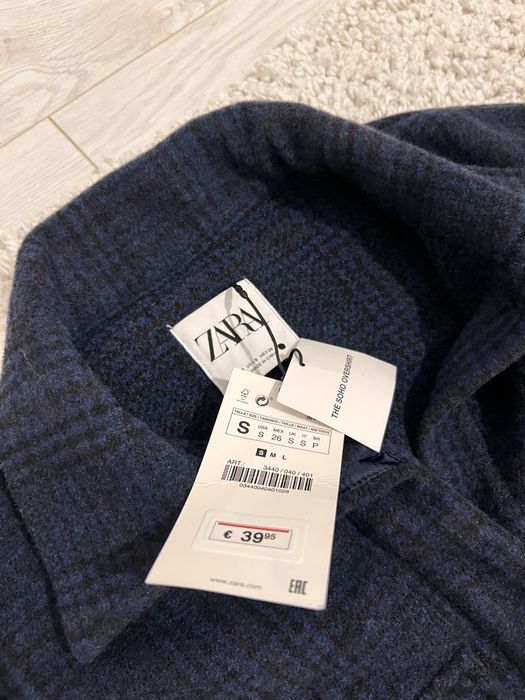 ZARA
THE SOHO OVERSHIRT
S
USA MEX UK IT BR
S 26 S S P
S M L
ART.: 3440 / 040 / 401
03440040401028
€ 39 95
www.zara.com
EAC